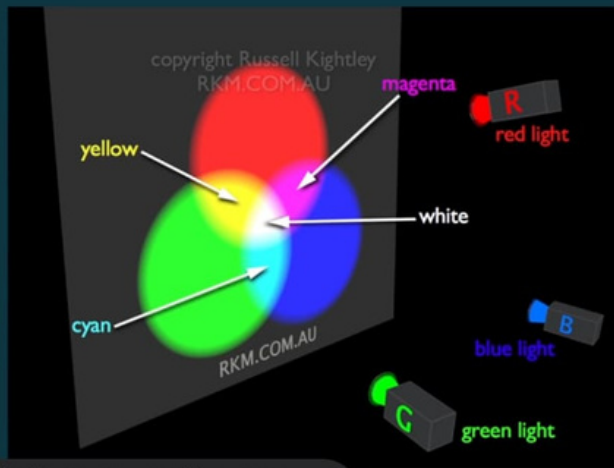 copyright Russell Kightley
RKM.COM.AU
magenta
R
red light
yellow
white
cyan
B
RKM.COM.AU
blue light
G
green light